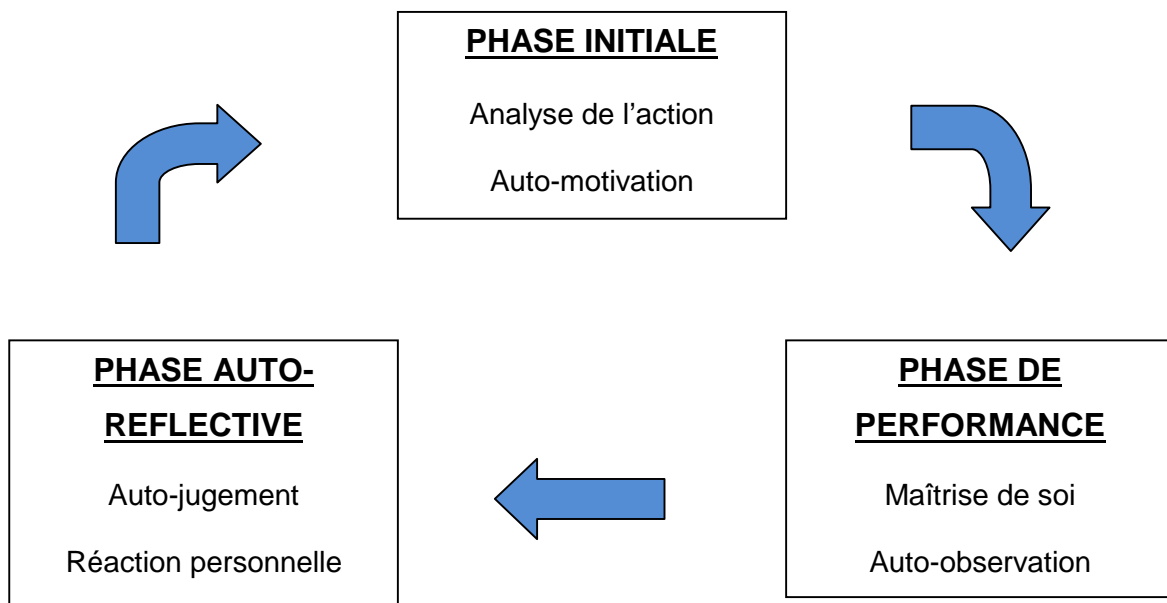 PHASE INITIALE
Analyse de l’action
Auto-motivation
PHASE AUTO-
REFLECTIVE
Auto-jugement
Réaction personnelle
PHASE DE
PERFORMANCE
Maîtrise de soi
Auto-observation